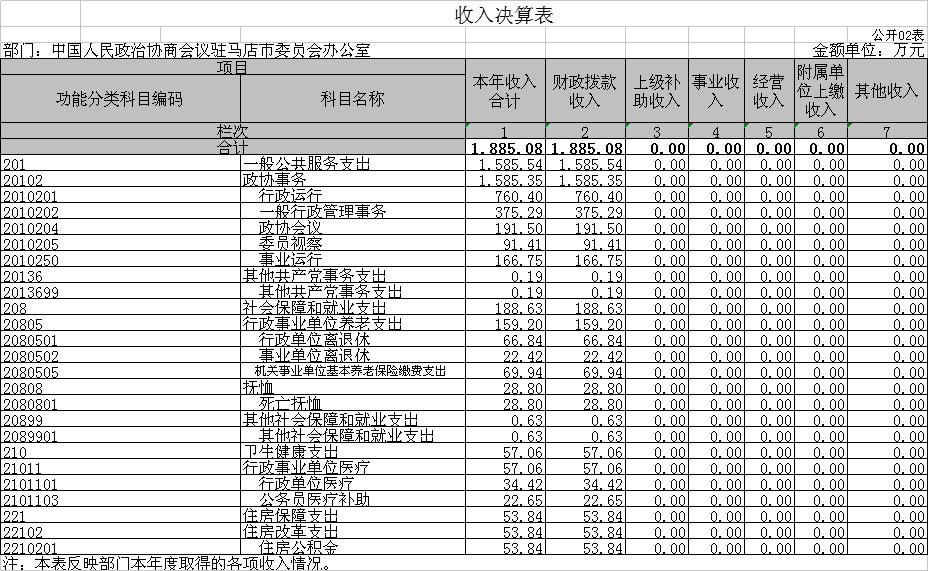 收入决算表
公开02表
部门：中国人民政治协商会议驻马店市委员会办公室 金额单位：万元
项目 本年收入合计 财政拨款收入 上级补助收入 事业收入 经营收入 附属单位上缴收入 其他收入
功能分类科目编码 科目名称
栏次 1 2 3 4 5 6 7
合计 1,885.08 1,885.08 0.00 0.00 0.00 0.00 0.00
201 一般公共服务支出 1,585.54 1,585.54 0.00 0.00 0.00 0.00 0.00
20102 政协事务 1,585.35 1,585.35 0.00 0.00 0.00 0.00 0.00
2010201 行政运行 760.40 760.40 0.00 0.00 0.00 0.00 0.00
2010202 一般行政管理事务 375.29 375.29 0.00 0.00 0.00 0.00 0.00
2010204 政协会议 191.50 191.50 0.00 0.00 0.00 0.00 0.00
2010205 委员视察 91.41 91.41 0.00 0.00 0.00 0.00 0.00
2010250 事业运行 166.75 166.75 0.00 0.00 0.00 0.00 0.00
20136 其他共产党事务支出 0.19 0.19 0.00 0.00 0.00 0.00 0.00
2013699 其他共产党事务支出 0.19 0.19 0.00 0.00 0.00 0.00 0.00
208 社会保障和就业支出 188.63 188.63 0.00 0.00 0.00 0.00 0.00
20805 行政事业单位养老支出 159.20 159.20 0.00 0.00 0.00 0.00 0.00
2080501 行政单位离退休 66.84 66.84 0.00 0.00 0.00 0.00 0.00
2080502 事业单位离退休 22.42 22.42 0.00 0.00 0.00 0.00 0.00
2080505 机关事业单位基本养老保险缴费支出 69.94 69.94 0.00 0.00 0.00 0.00 0.00
20808 抚恤 28.80 28.80 0.00 0.00 0.00 0.00 0.00
2080801 死亡抚恤 28.80 28.80 0.00 0.00 0.00 0.00 0.00
20899 其他社会保障和就业支出 0.63 0.63 0.00 0.00 0.00 0.00 0.00
2089901 其他社会保障和就业支出 0.63 0.63 0.00 0.00 0.00 0.00 0.00
210 卫生健康支出 57.06 57.06 0.00 0.00 0.00 0.00 0.00
21011 行政事业单位医疗 57.06 57.06 0.00 0.00 0.00 0.00 0.00
2101101 行政单位医疗 34.42 34.42 0.00 0.00 0.00 0.00 0.00
2101103 公务员医疗补助 22.65 22.65 0.00 0.00 0.00 0.00 0.00
221 住房保障支出 53.84 53.84 0.00 0.00 0.00 0.00 0.00
22102 住房改革支出 53.84 53.84 0.00 0.00 0.00 0.00 0.00
2210201 住房公积金 53.84 53.84 0.00 0.00 0.00 0.00 0.00
注：本表反映部门本年度取得的各项收入情况。